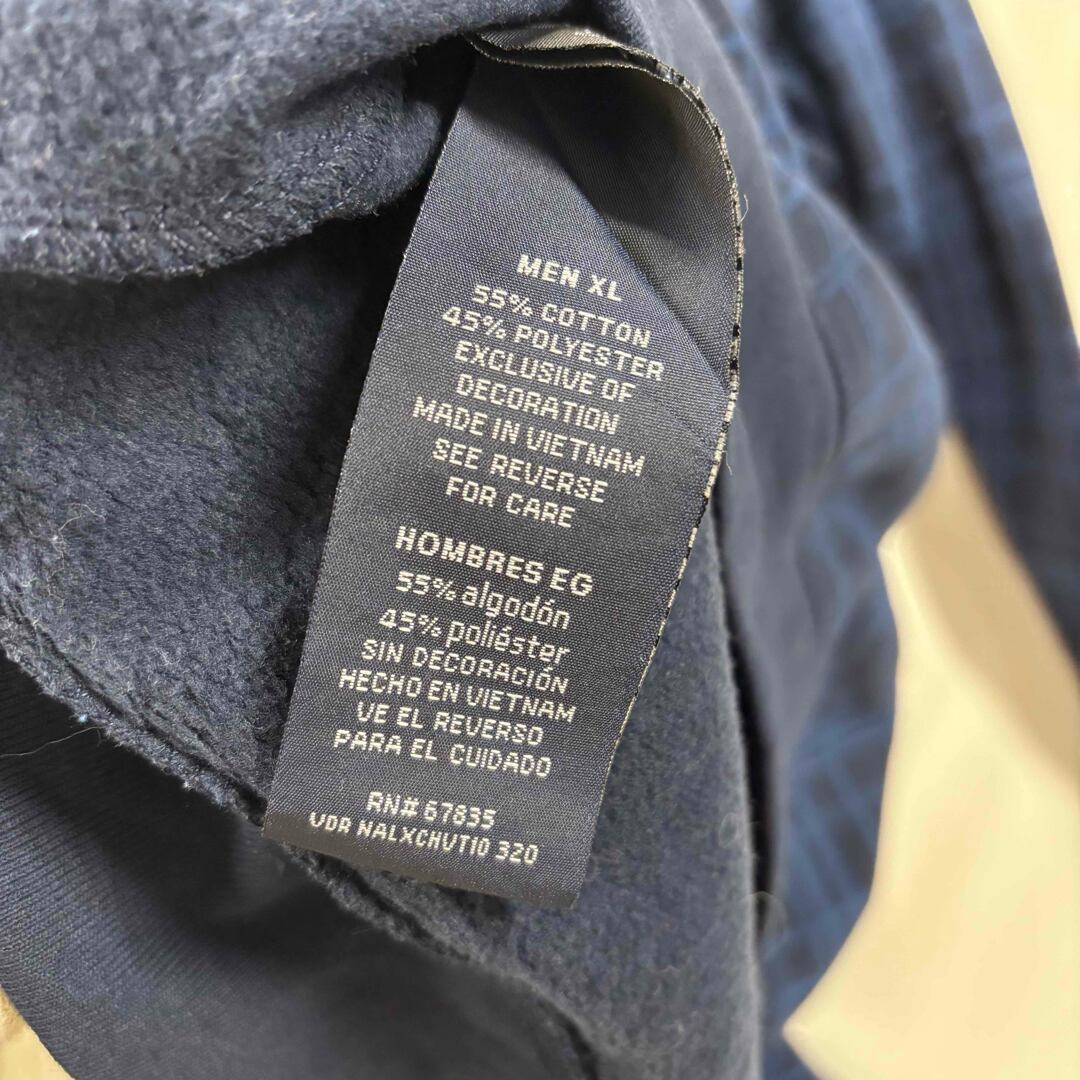 MEN XL
55% COTTON
45% POLYESTER
EXCLUSIVE OF
DECORATION
MADE IN VIETNAM
SEE REVERSE
FOR CARE
HOMBRES EG
55% algodón
45% poliéster
SIN DECORACIÓN
HECHO EN VIETNAM
VE EL REVERSO
PARA EL CUIDADO
RN# 67835
VDR NALXCHVT10 320